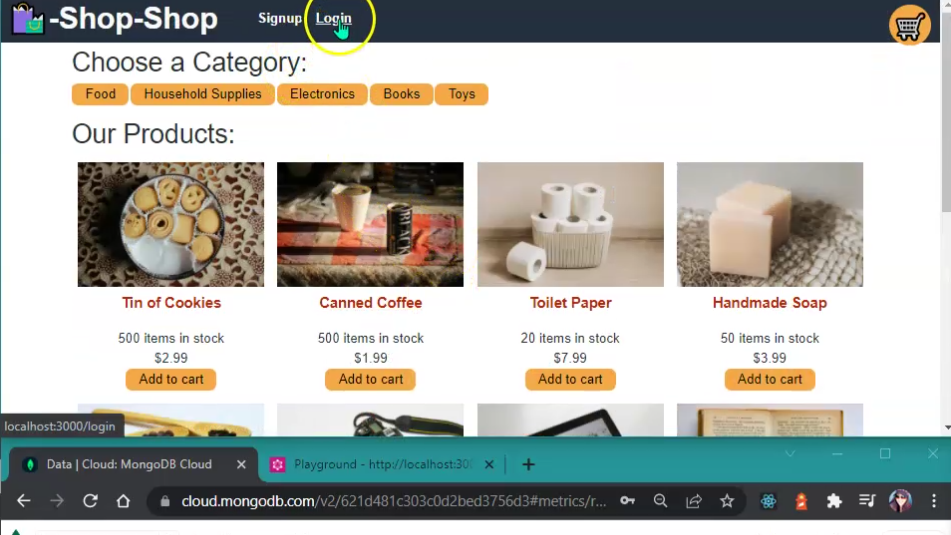 -Shop-Shop Signup Login
Choose a Category:
Food Household Supplies Electronics Books Toys
Our Products:
Tin of Cookies Canned Coffee Toilet Paper Handmade Soap
500 items in stock 500 items in stock 20 items in stock 50 items in stock
$2.99 $1.99 $7.99 $3.99
Add to cart Add to cart Add to cart Add to cart
localhost:3000/login
Data | Cloud: MongoDB Cloud Playground - http://localhost:300
cloud.mongodb.com/v2/621d481c303c0d2bed3756d3#metrics/r...